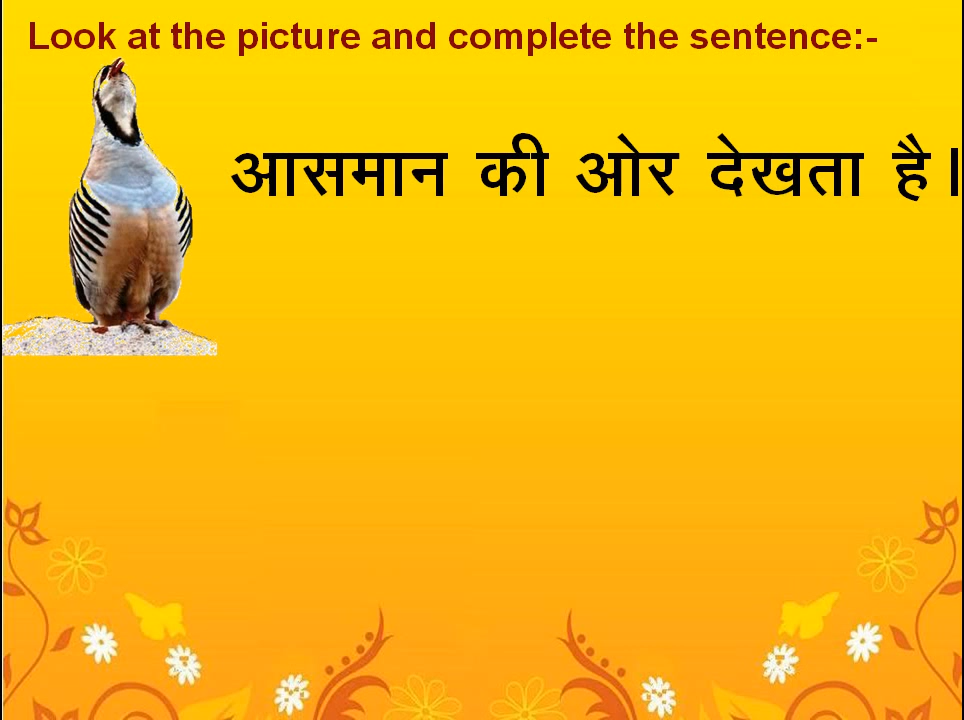 Look at the picture and complete the sentence:-
आसमान की ओर देखता है।